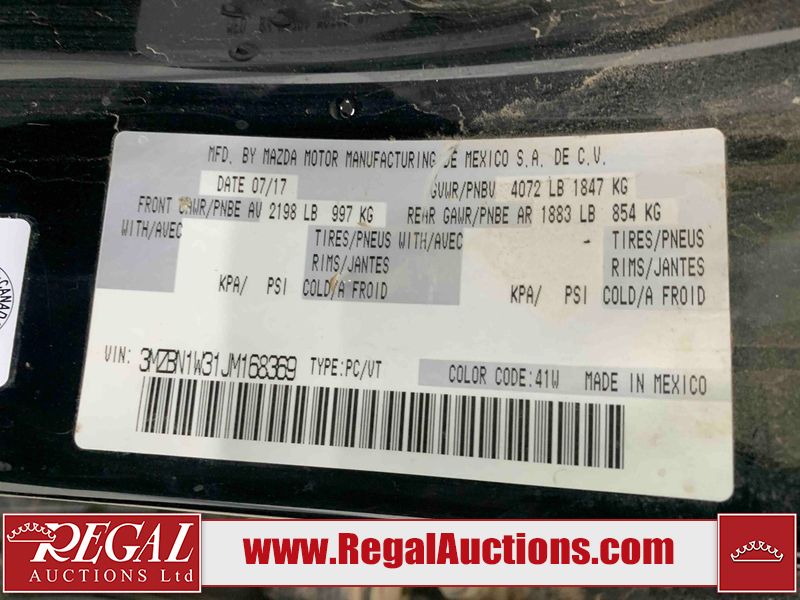 MFD. BY MAZDA MOTOR MANUFACTURING DE MEXICO S.A. DE C.V.
DATE 07/17 GVWR/PNBV 4072 LB 1847 KG
FRONT GAWR/PNBE AV 2198 LB 997 KG REAR GAWR/PNBE AR 1883 LB 854 KG
WITH/AVEC TIRES/PNEUS WITH/AVEC TIRES/PNEUS
RIMS/JANTES RIMS/JANTES
KPA/ PSI COLD/A FROID KPA/ PSI COLD/A FROID
VIN: 3MZBN1W31JM168369 TYPE:PC/VT COLOR CODE:41W MADE IN MEXICO
CANAD
REGAL
AUCTIONS Ltd
www.RegalAuctions.com